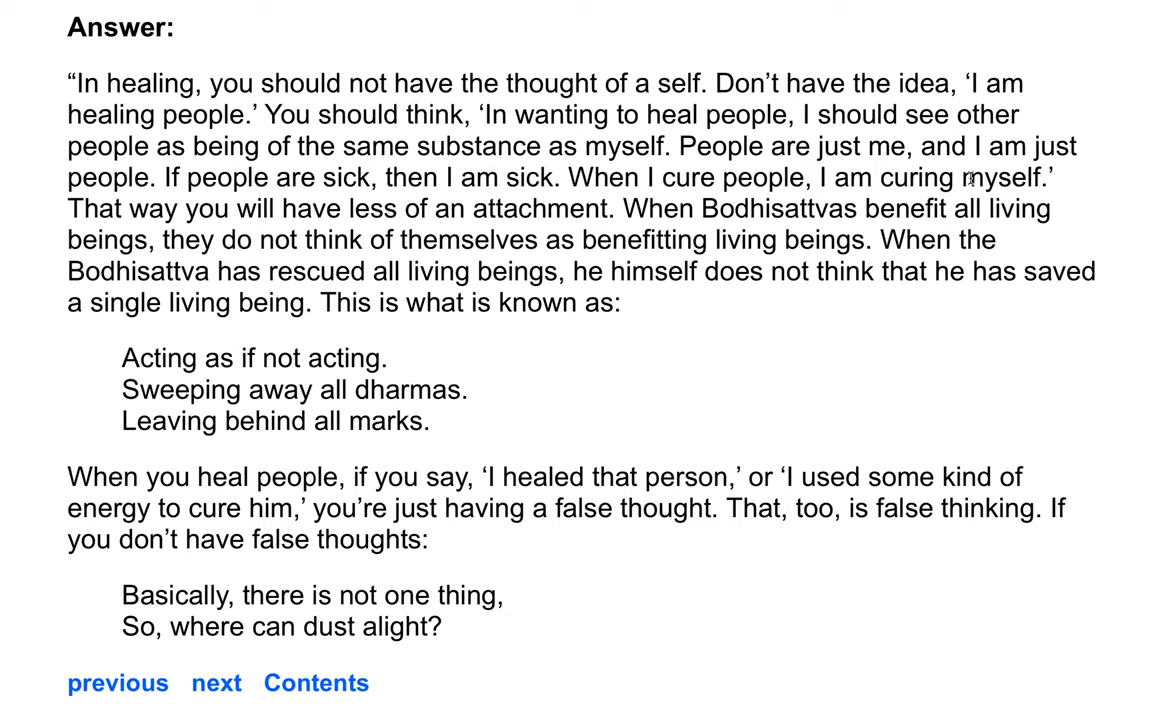 Answer:
“In healing, you should not have the thought of a self. Don’t have the idea, ‘I am
healing people.’ You should think, ‘In wanting to heal people, I should see other
people as being of the same substance as myself. People are just me, and I am just
people. If people are sick, then I am sick. When I cure people, I am curing myself.’
That way you will have less of an attachment. When Bodhisattvas benefit all living
beings, they do not think of themselves as benefitting living beings. When the
Bodhisattva has rescued all living beings, he himself does not think that he has saved
a single living being. This is what is known as:
Acting as if not acting.
Sweeping away all dharmas.
Leaving behind all marks.
When you heal people, if you say, ‘I healed that person,’ or ‘I used some kind of
energy to cure him,’ you’re just having a false thought. That, too, is false thinking. If
you don’t have false thoughts:
Basically, there is not one thing,
So, where can dust alight?
previous next Contents